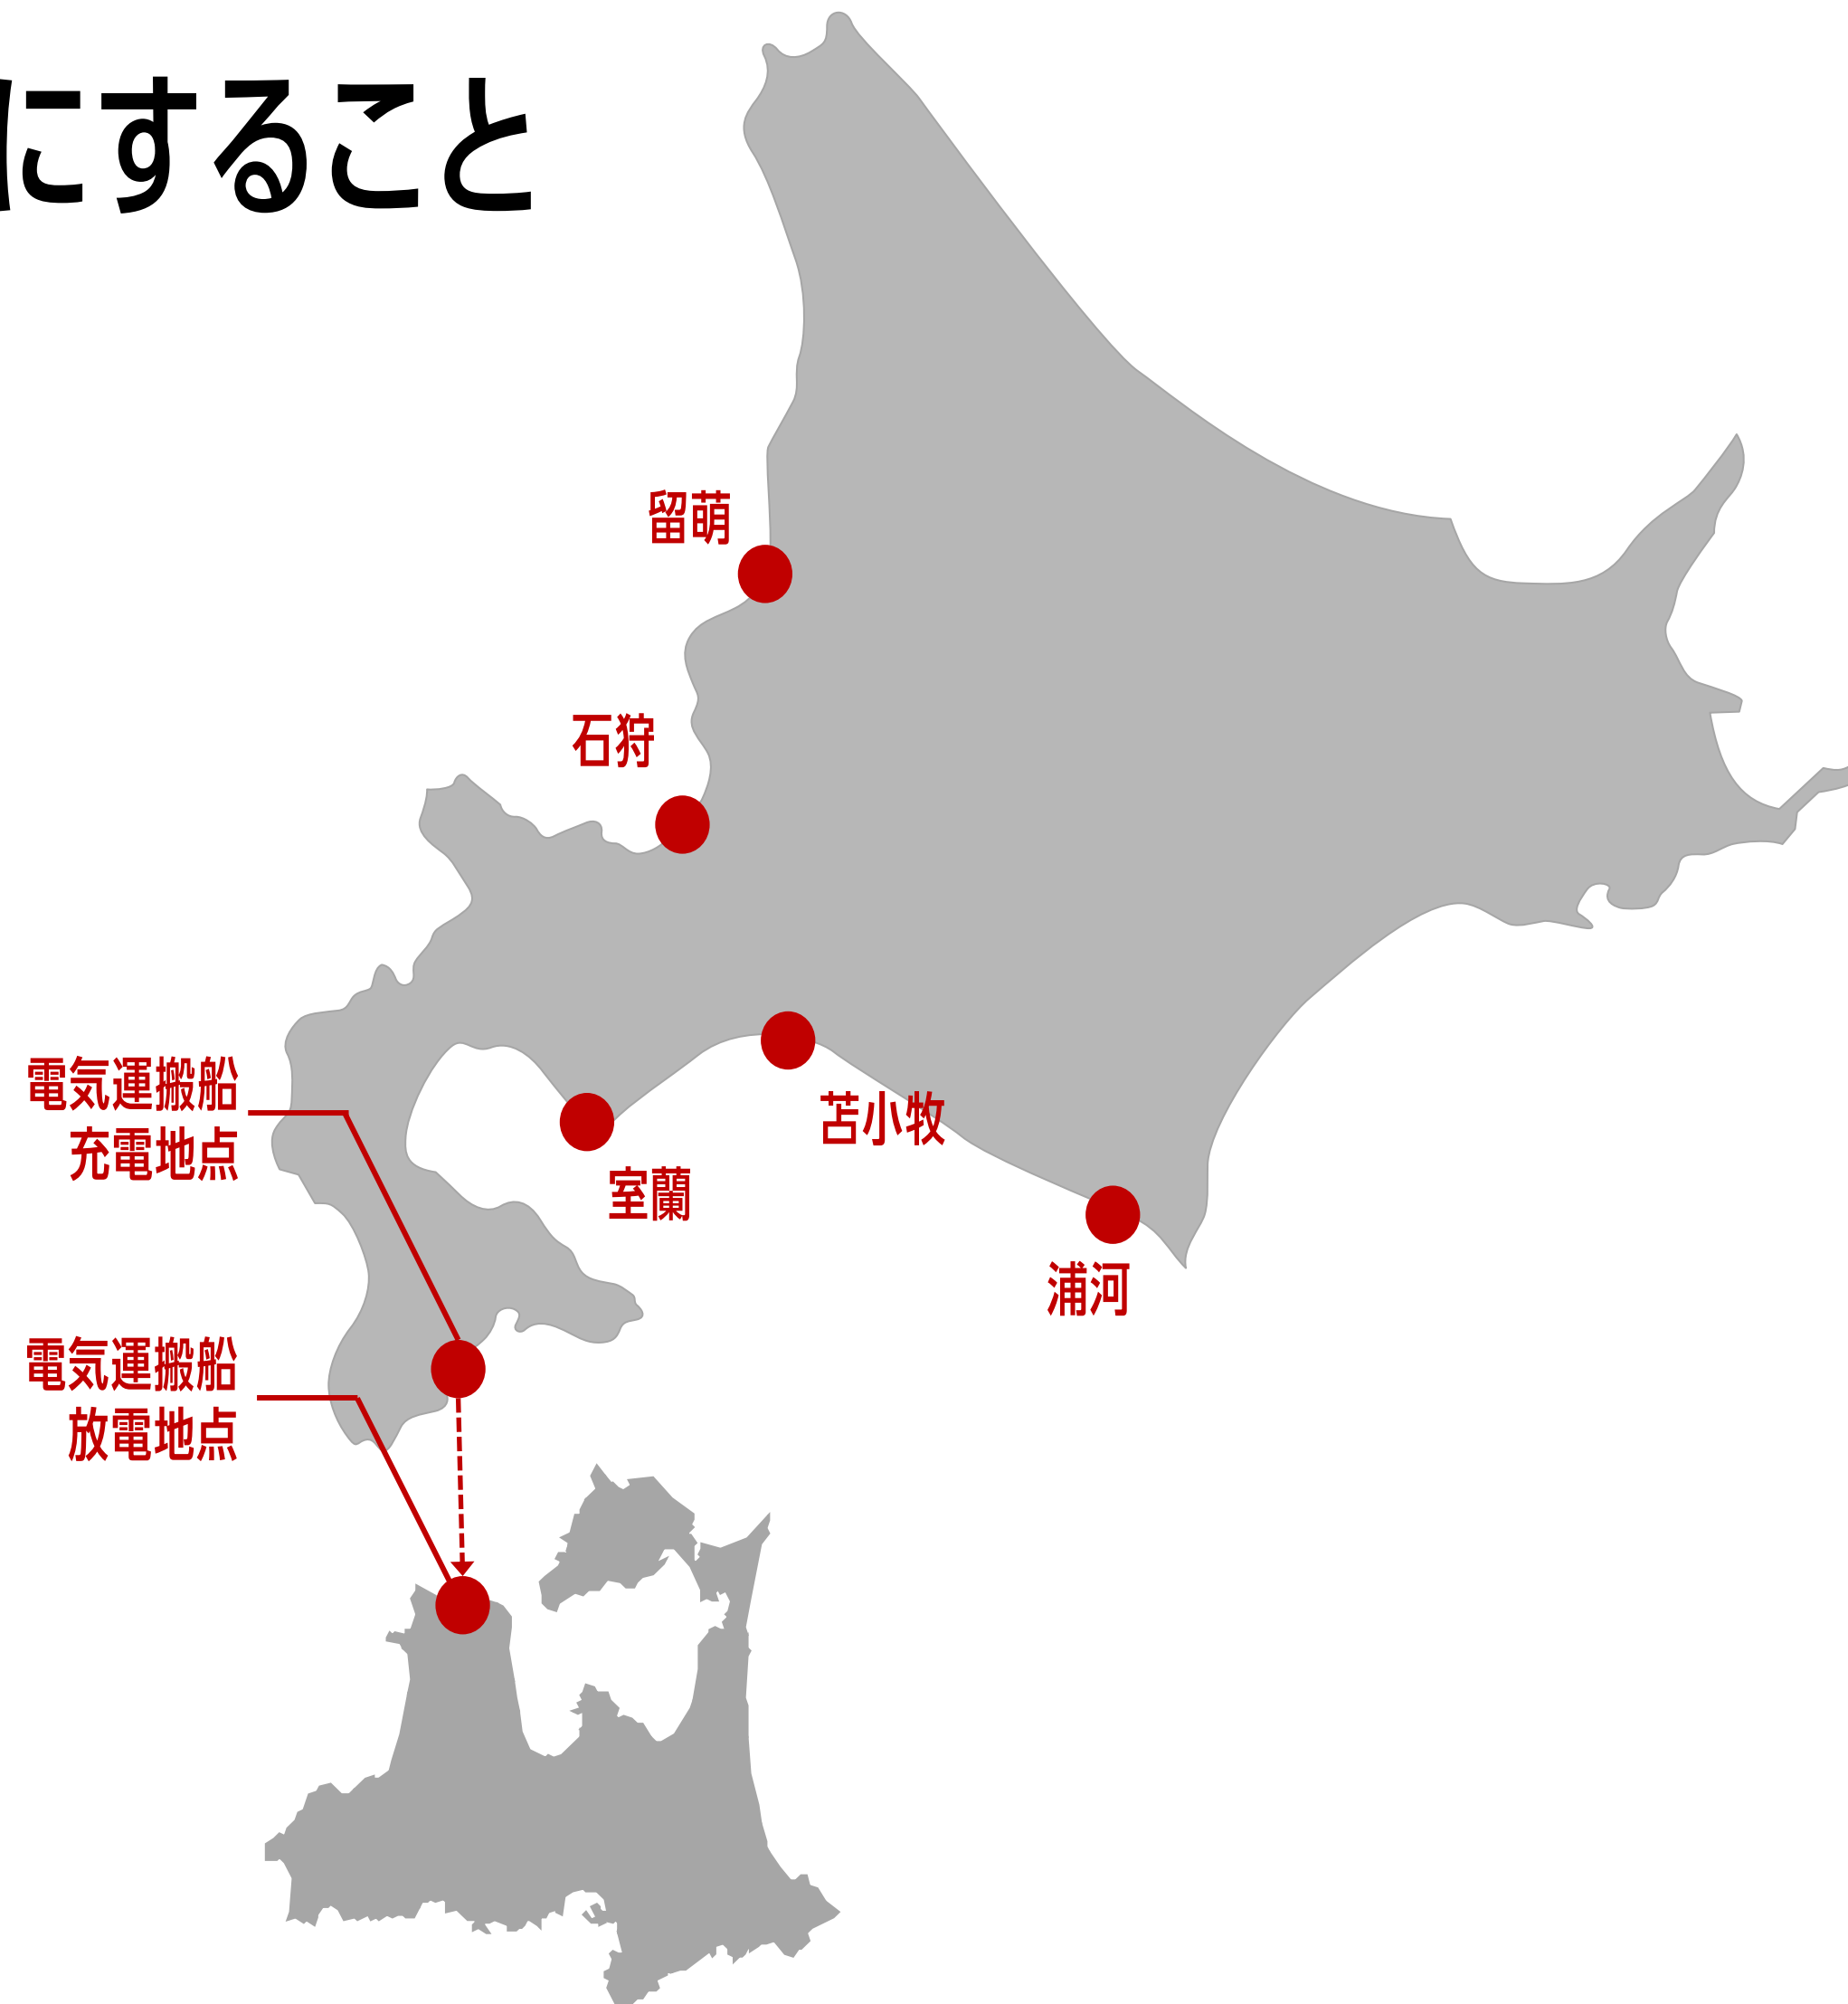 にすること
留萌
石狩
電気運搬船
充電地点
苫小牧
室蘭
浦河
電気運搬船
放電地点